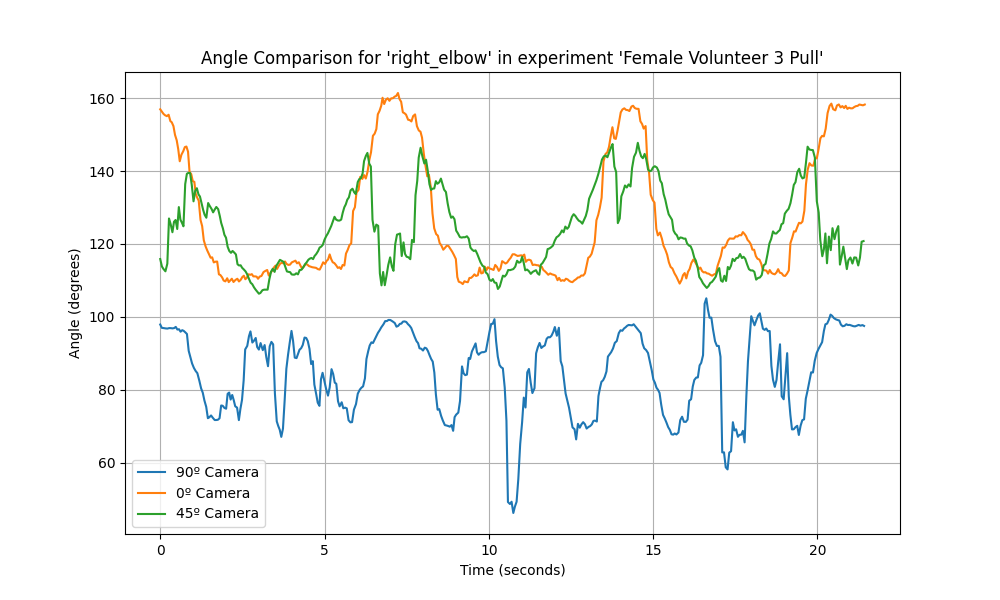 Angle Comparison for 'right_elbow' in experiment 'Female Volunteer 3 Pull'
Angle (degrees)
160
140
120
100
80
60
90º Camera
0º Camera
45º Camera
0 5 10 15 20
Time (seconds)